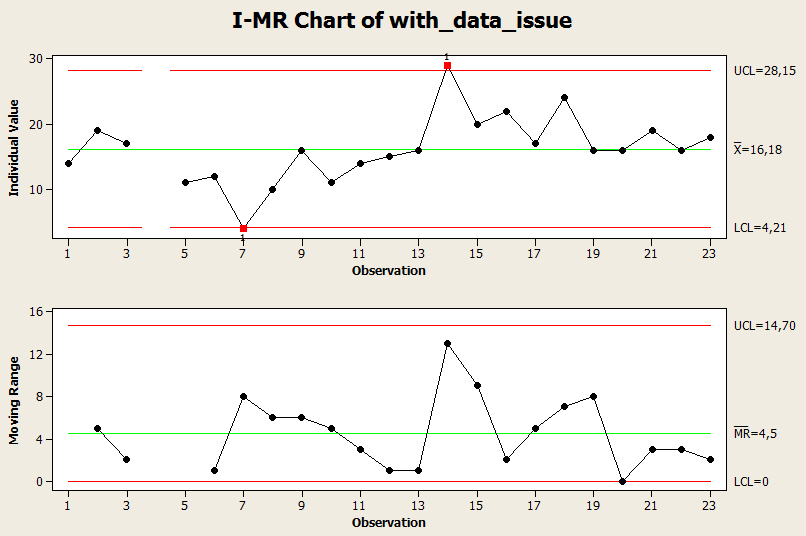 I-MR Chart of with_data_issue
30
20
10
Individual Value
1
1
UCL=28,15
X=16,18
LCL=4,21
1 3 5 7 9 11 13 15 17 19 21 23
Observation
16
12
8
4
0
Moving Range
UCL=14,70
MR=4,5
LCL=0
1 3 5 7 9 11 13 15 17 19 21 23
Observation